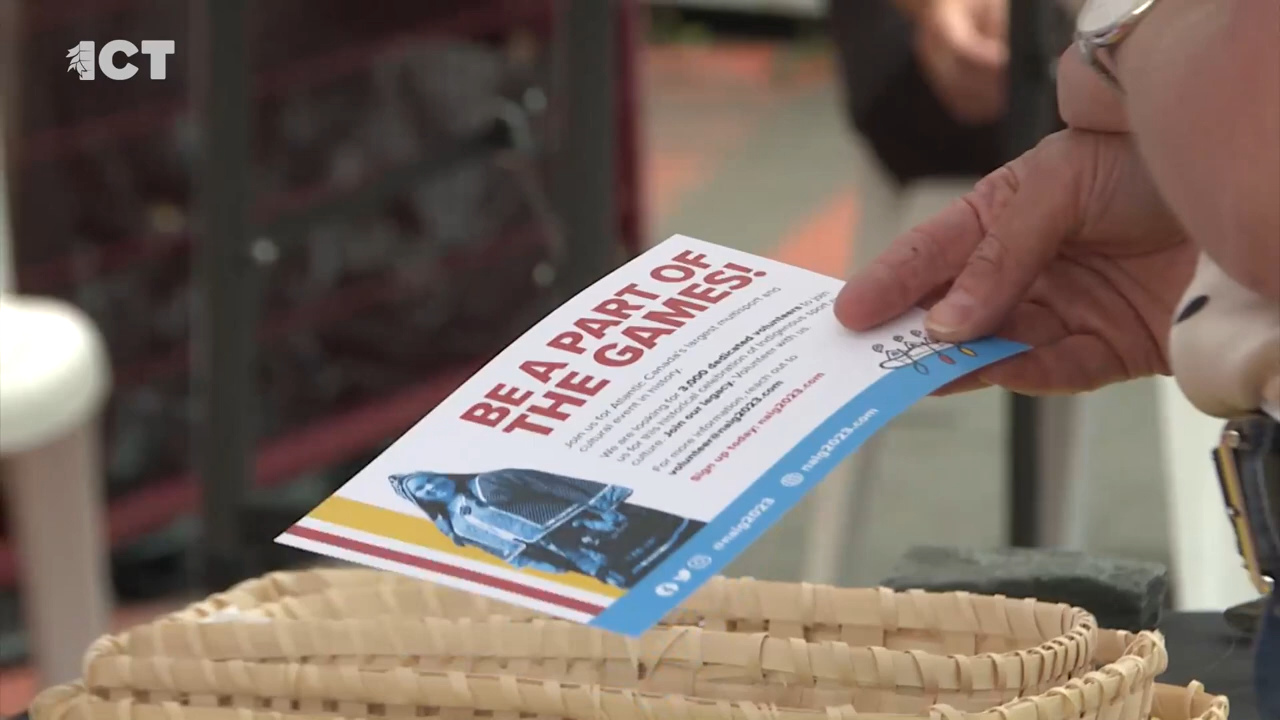 ICT
BE A PART OF
THE GAMES!
Join us for Atlantic Canada's largest multisport and
cultural event in history.
We are looking for 3,000 dedicated volunteers to join
us for this historical celebration of Indigenous sport
culture. Join our legacy. Volunteer with us.
For more information, reach out to
volunteer@naig2023.com
Sign up today: naig2023.com
@naig2023 naig2023.com